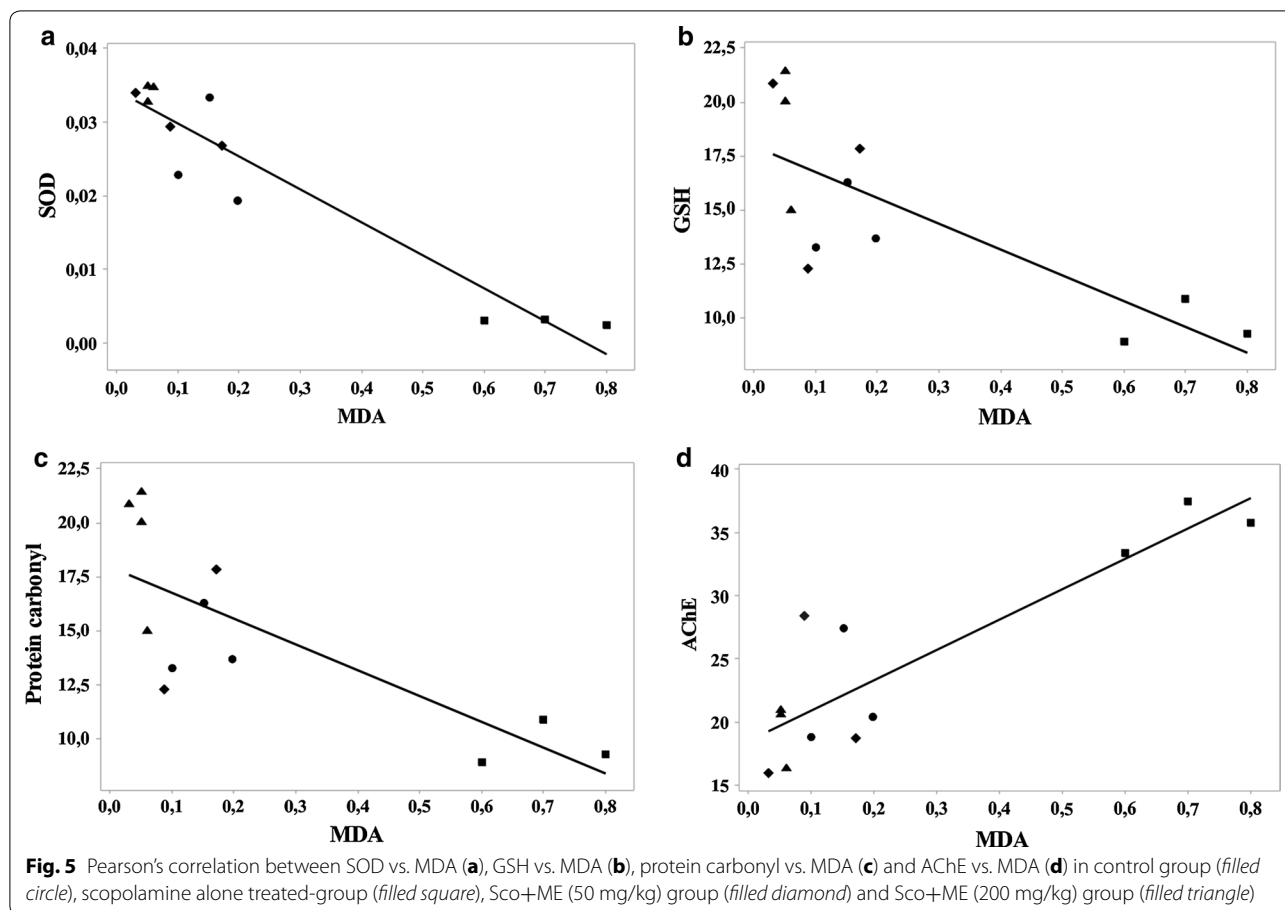 a
0,04
0,03
0,02
0,01
0,00
SOD
0,0 0,1 0,2 0,3 0,4 0,5 0,6 0,7 0,8
MDA
b
22,5
20,0
17,5
15,0
12,5
10,0
GSH
0,0 0,1 0,2 0,3 0,4 0,5 0,6 0,7 0,8
MDA
c
22,5
20,0
17,5
15,0
12,5
10,0
Protein carbonyl
0,0 0,1 0,2 0,3 0,4 0,5 0,6 0,7 0,8
MDA
d
40
35
30
25
20
15
AChE
0,0 0,1 0,2 0,3 0,4 0,5 0,6 0,7 0,8
MDA
Fig. 5 Pearson's correlation between SOD vs. MDA (a), GSH vs. MDA (b), protein carbonyl vs. MDA (c) and AChE vs. MDA (d) in control group (filled
circle), scopolamine alone treated-group (filled square), Sco+ME (50 mg/kg) group (filled diamond) and Sco+ME (200 mg/kg) group (filled triangle)